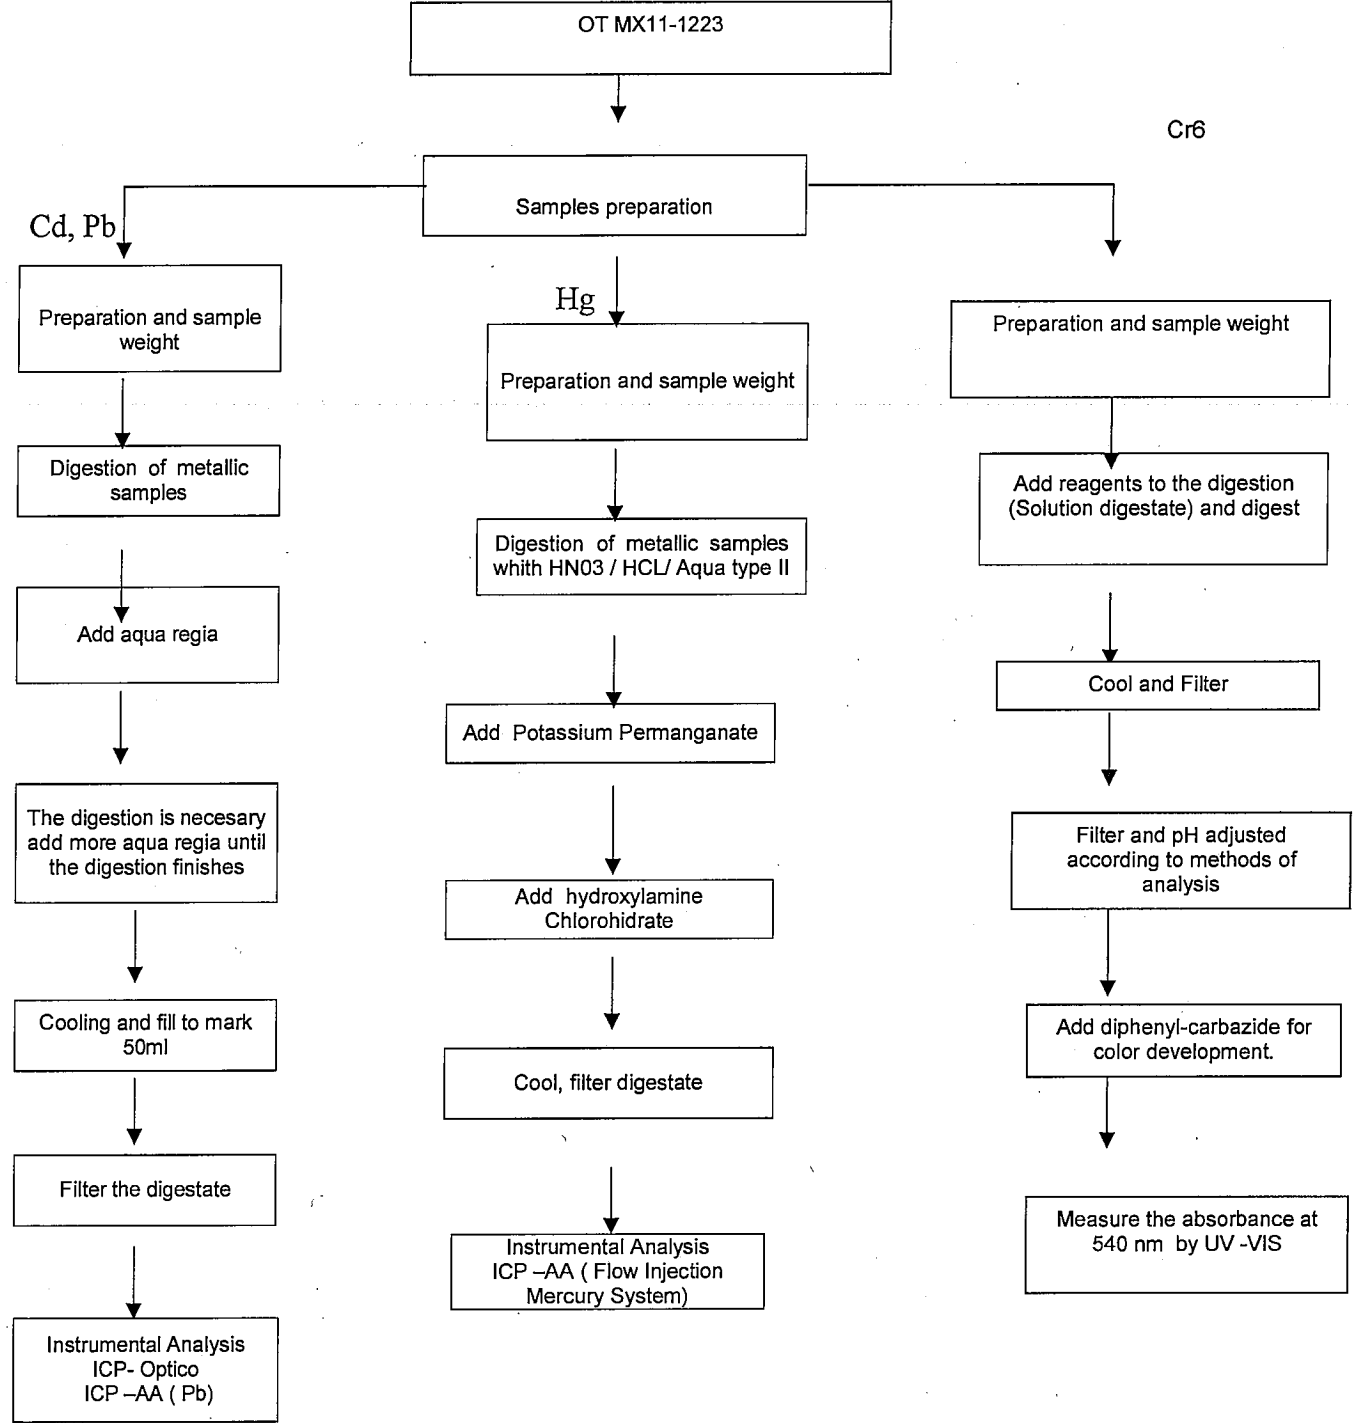 OT MX11-1223
Cr6
Samples preparation
Cd, Pb
Preparation and sample
weight
Digestion of metallic
samples
Add aqua regia
The digestion is necesary
add more aqua regia until
the digestion finishes
Cooling and fill to mark
50ml
Filter the digestate
Instrumental Analysis
ICP- Optico
ICP –AA ( Pb)
Hg
Preparation and sample weight
Digestion of metallic samples
whith HN03 / HCL/ Aqua type II
Add Potassium Permanganate
Add hydroxylamine
Chlorohidrate
Cool, filter digestate
Instrumental Analysis
ICP –AA ( Flow Injection
Mercury System)
Preparation and sample weight
Add reagents to the digestion
(Solution digestate) and digest
Cool and Filter
Filter and pH adjusted
according to methods of
analysis
Add diphenyl-carbazide for
color development.
Measure the absorbance at
540 nm by UV -VIS